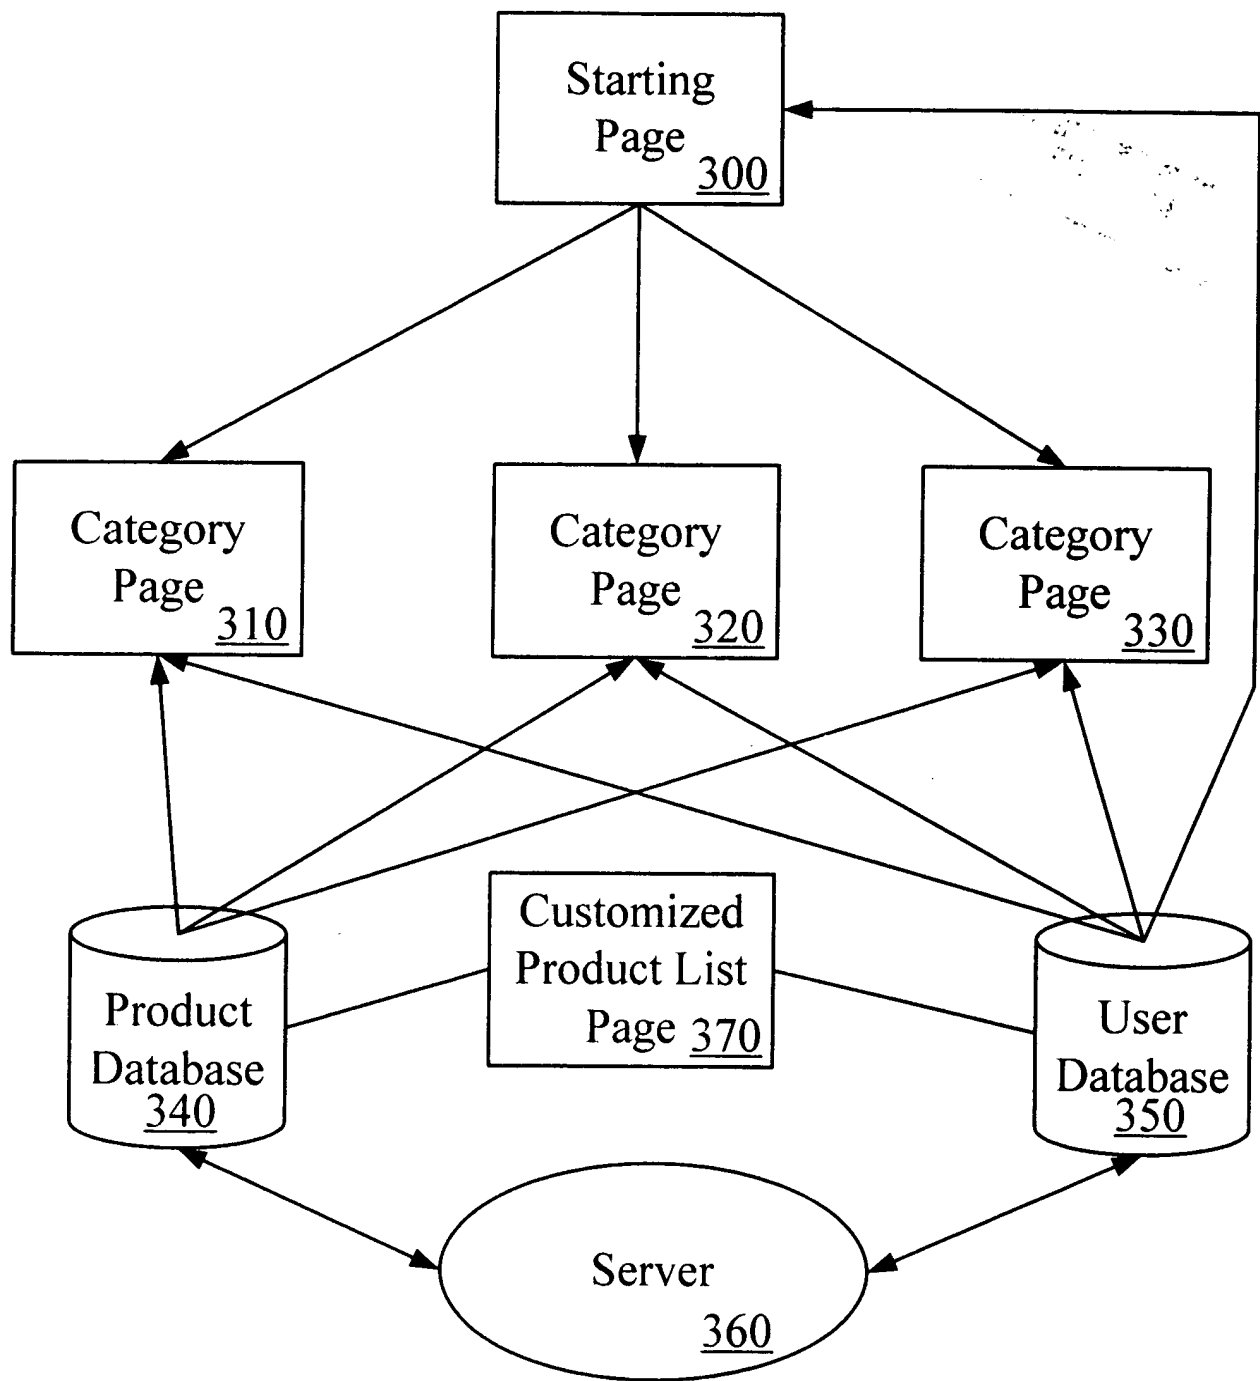 Starting
Page
300
Category
Page
310
Category
Page
320
Category
Page
330
Customized
Product List
Page 370
Product
Database
340
User
Database
350
Server
360